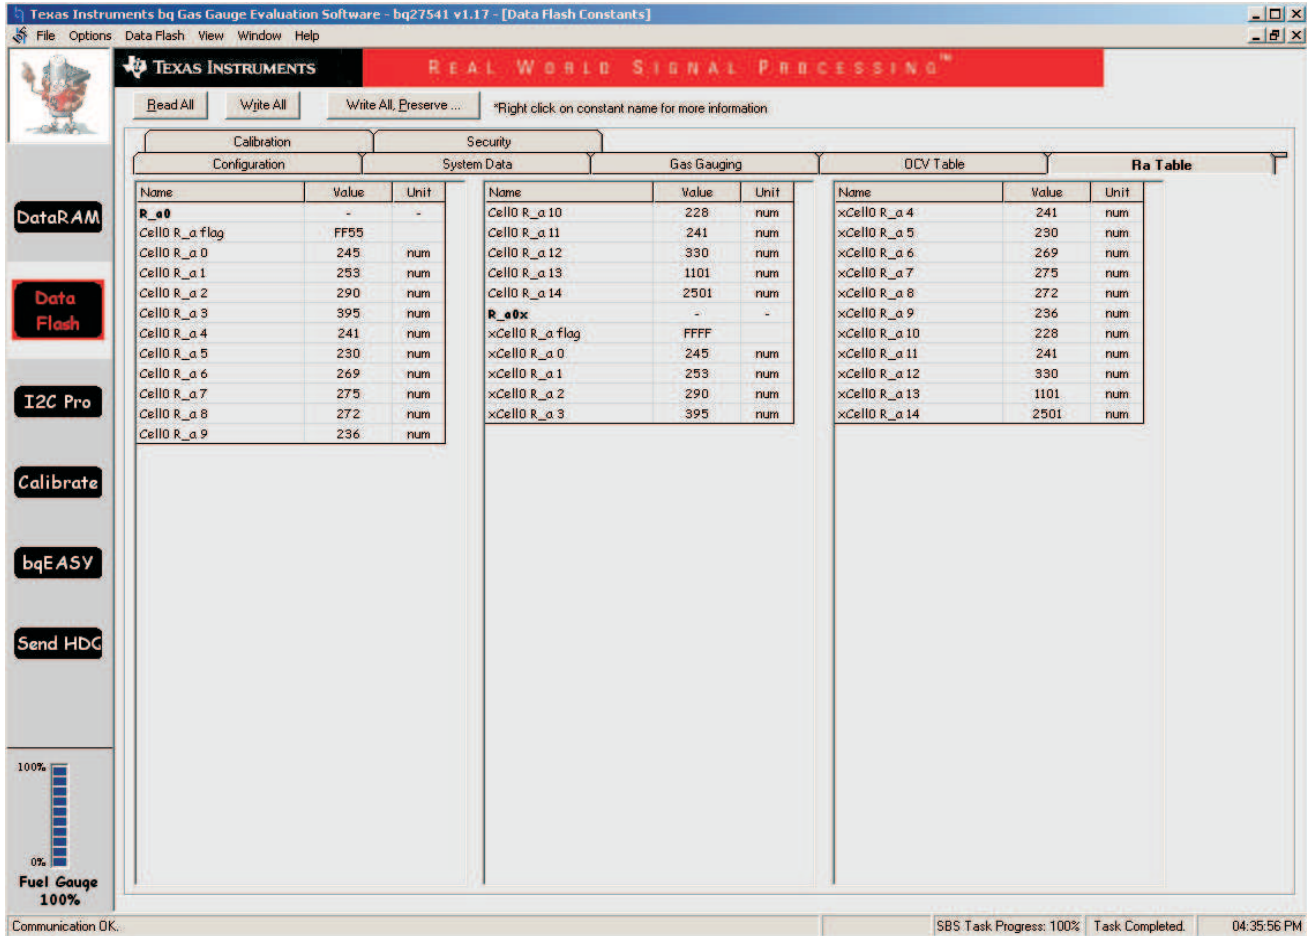 Texas Instruments bq Gas Gauge Evaluation Software - bq27541 v1.17 - [Data Flash Constants]
File Options Data Flash View Window Help
TEXAS INSTRUMENTS
REAL WORLD SIGNAL PROCESSING™
Read All Write All Write All, Preserve ... *Right click on constant name for more information
Calibration Security
Configuration System Data Gas Gauging OCV Table Ra Table
DataRAM
Data
Flash
I2C Pro
Calibrate
bqEASY
Send HDQ
100%
0%
Fuel Gauge
100%
Name Value Unit
R_a0 - -
Cell0 R_a flag FF55
Cell0 R_a 0 245 num
Cell0 R_a 1 253 num
Cell0 R_a 2 290 num
Cell0 R_a 3 395 num
Cell0 R_a 4 241 num
Cell0 R_a 5 230 num
Cell0 R_a 6 269 num
Cell0 R_a 7 275 num
Cell0 R_a 8 272 num
Cell0 R_a 9 236 num
Name Value Unit
Cell0 R_a 10 228 num
Cell0 R_a 11 241 num
Cell0 R_a 12 330 num
Cell0 R_a 13 1101 num
Cell0 R_a 14 2501 num
R_a0x - -
xCell0 R_a flag FFFF
xCell0 R_a 0 245 num
xCell0 R_a 1 253 num
xCell0 R_a 2 290 num
xCell0 R_a 3 395 num
Name Value Unit
xCell0 R_a 4 241 num
xCell0 R_a 5 230 num
xCell0 R_a 6 269 num
xCell0 R_a 7 275 num
xCell0 R_a 8 272 num
xCell0 R_a 9 236 num
xCell0 R_a 10 228 num
xCell0 R_a 11 241 num
xCell0 R_a 12 330 num
xCell0 R_a 13 1101 num
xCell0 R_a 14 2501 num
Communication OK. SBS Task Progress: 100% Task Completed. 04:35:56 PM